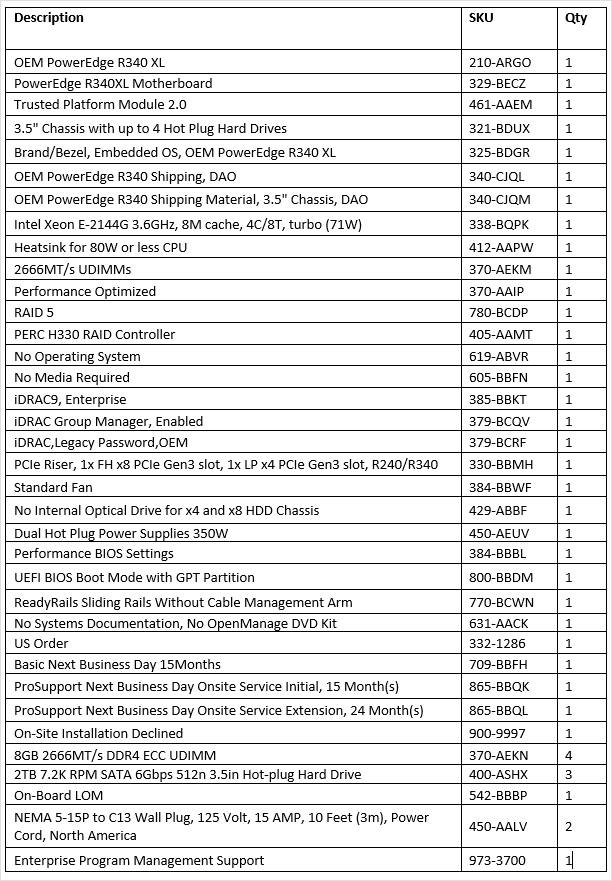 Description SKU Qty
OEM PowerEdge R340 XL 210-ARGO 1
PowerEdge R340XL Motherboard 329-BECZ 1
Trusted Platform Module 2.0 461-AAEM 1
3.5" Chassis with up to 4 Hot Plug Hard Drives 321-BDUX 1
Brand/Bezel, Embedded OS, OEM PowerEdge R340 XL 325-BDGR 1
OEM PowerEdge R340 Shipping, DAO 340-CJQL 1
OEM PowerEdge R340 Shipping Material, 3.5" Chassis, DAO 340-CJQM 1
Intel Xeon E-2144G 3.6GHz, 8M cache, 4C/8T, turbo (71W) 338-BQPK 1
Heatsink for 80W or less CPU 412-AAPW 1
2666MT/s UDIMMs 370-AEKM 1
Performance Optimized 370-AAIP 1
RAID 5 780-BCDP 1
PERC H330 RAID Controller 405-AAMT 1
No Operating System 619-ABVR 1
No Media Required 605-BBFN 1
iDRAC9, Enterprise 385-BBKT 1
iDRAC Group Manager, Enabled 379-BCQV 1
iDRAC,Legacy Password,OEM 379-BCRF 1
PCIe Riser, 1x FH x8 PCIe Gen3 slot, 1x LP x4 PCIe Gen3 slot, R240/R340 330-BBMH 1
Standard Fan 384-BBWF 1
No Internal Optical Drive for x4 and x8 HDD Chassis 429-ABBF 1
Dual Hot Plug Power Supplies 350W 450-AEUV 1
Performance BIOS Settings 384-BBBL 1
UEFI BIOS Boot Mode with GPT Partition 800-BBDM 1
ReadyRails Sliding Rails Without Cable Management Arm 770-BCWN 1
No Systems Documentation, No OpenManage DVD Kit 631-AACK 1
US Order 332-1286 1
Basic Next Business Day 15Months 709-BBFH 1
ProSupport Next Business Day Onsite Service Initial, 15 Month(s) 865-BBQK 1
ProSupport Next Business Day Onsite Service Extension, 24 Month(s) 865-BBQL 1
On-Site Installation Declined 900-9997 1
8GB 2666MT/s DDR4 ECC UDIMM 370-AEKN 4
2TB 7.2K RPM SATA 6Gbps 512n 3.5in Hot-plug Hard Drive 400-ASHX 3
On-Board LOM 542-BBBP 1
NEMA 5-15P to C13 Wall Plug, 125 Volt, 15 AMP, 10 Feet (3m), Power
Cord, North America 450-AALV 2
Enterprise Program Management Support 973-3700 1